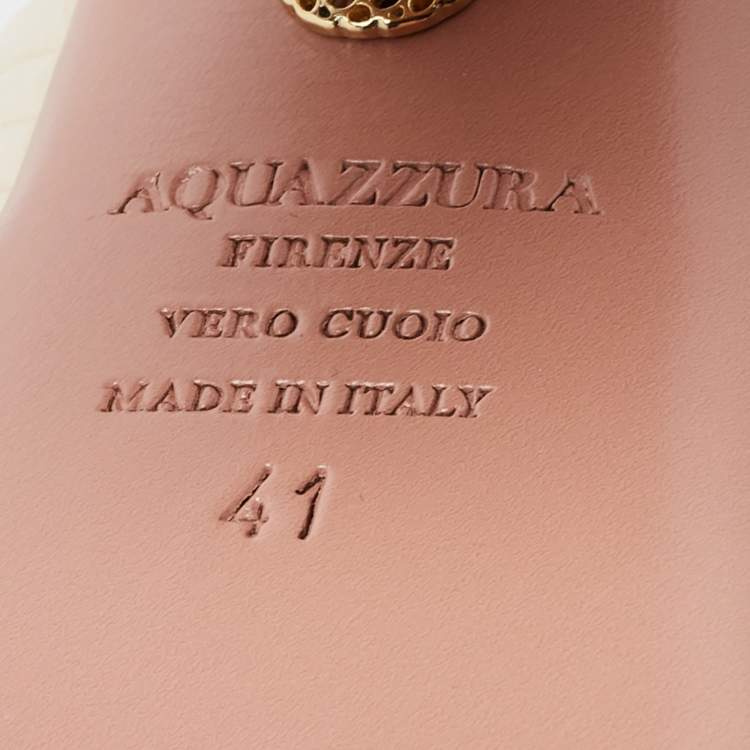 AQUAZZURA
FIRENZE
VERO CUOIO
MADE IN ITALY
41